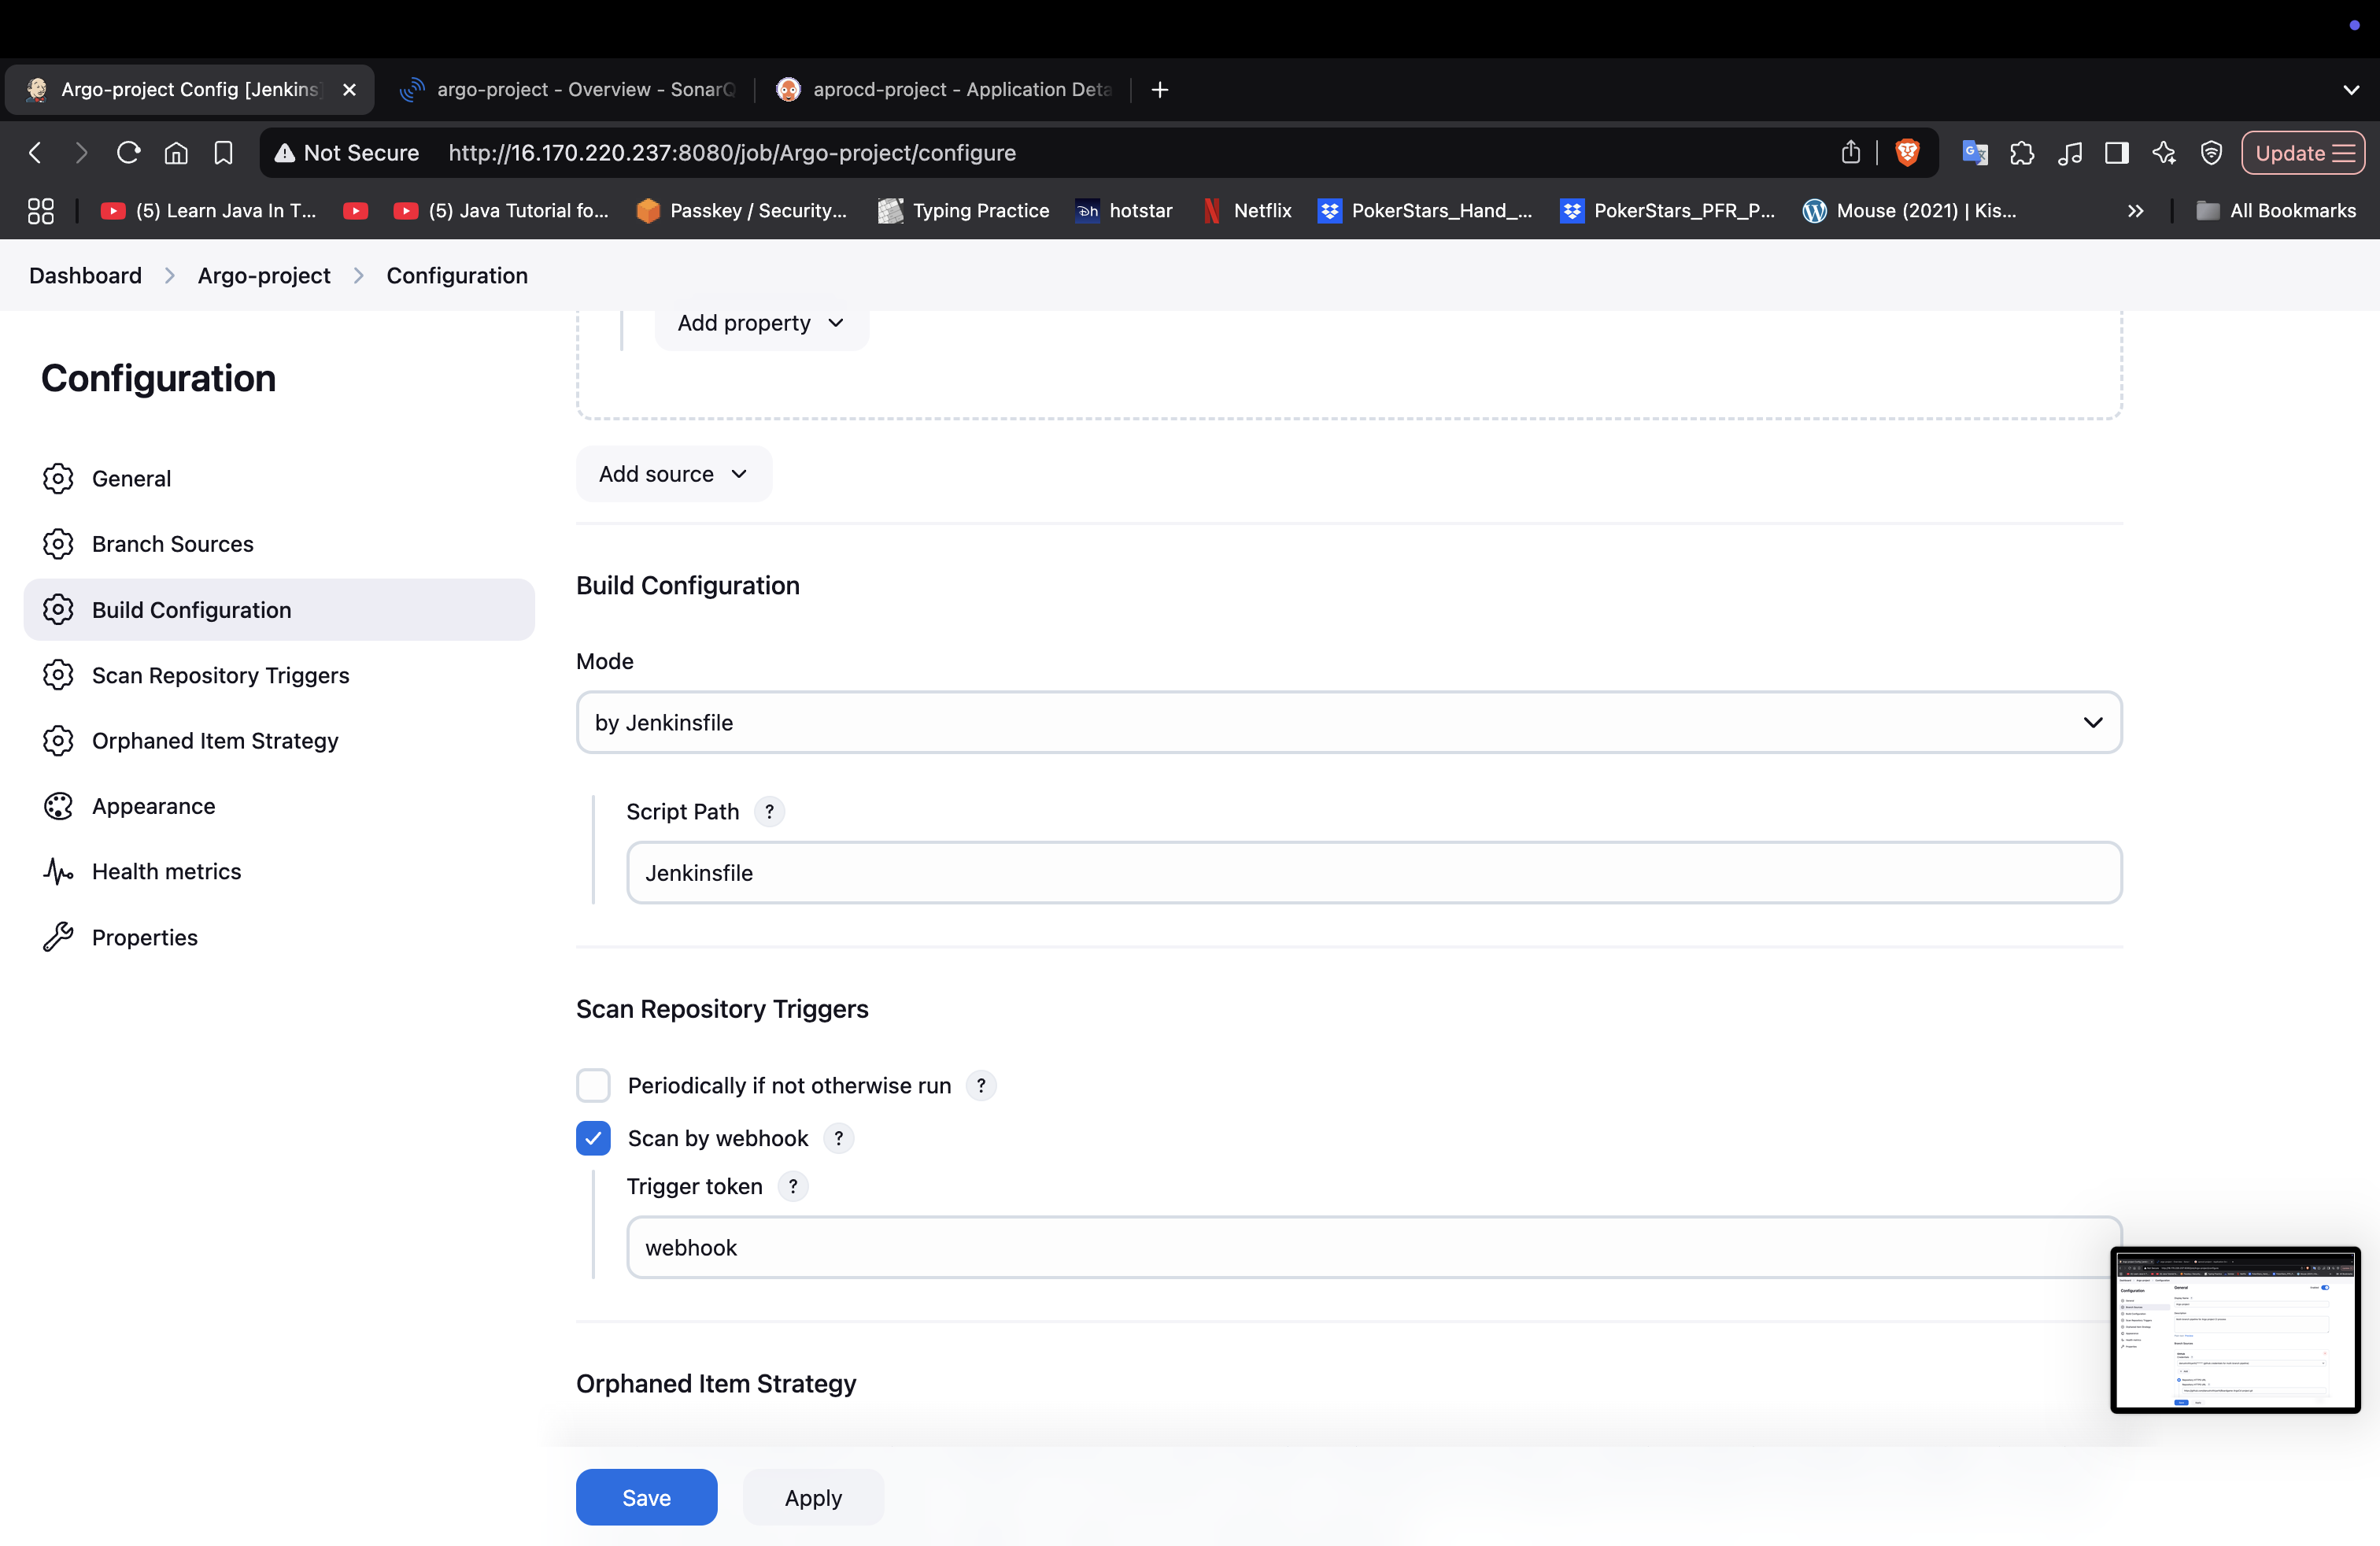 Argo-project Config [Jenkins]
argo-project - Overview - SonarQ
aprocd-project - Application Deta
Not Secure http://16.170.220.237:8080/job/Argo-project/configure
Update
(5) Learn Java In T...
(5) Java Tutorial fo...
Passkey / Security...
Typing Practice
hotstar
Netflix
PokerStars_Hand_...
PokerStars_PFR_P...
Mouse (2021) | Kis...
All Bookmarks
Dashboard > Argo-project > Configuration
Configuration
General
Branch Sources
Build Configuration
Scan Repository Triggers
Orphaned Item Strategy
Appearance
Health metrics
Properties
Add property
Add source
Build Configuration
Mode
by Jenkinsfile
Script Path ?
Jenkinsfile
Scan Repository Triggers
Periodically if not otherwise run ?
Scan by webhook ?
Trigger token ?
webhook
Orphaned Item Strategy
Save
Apply